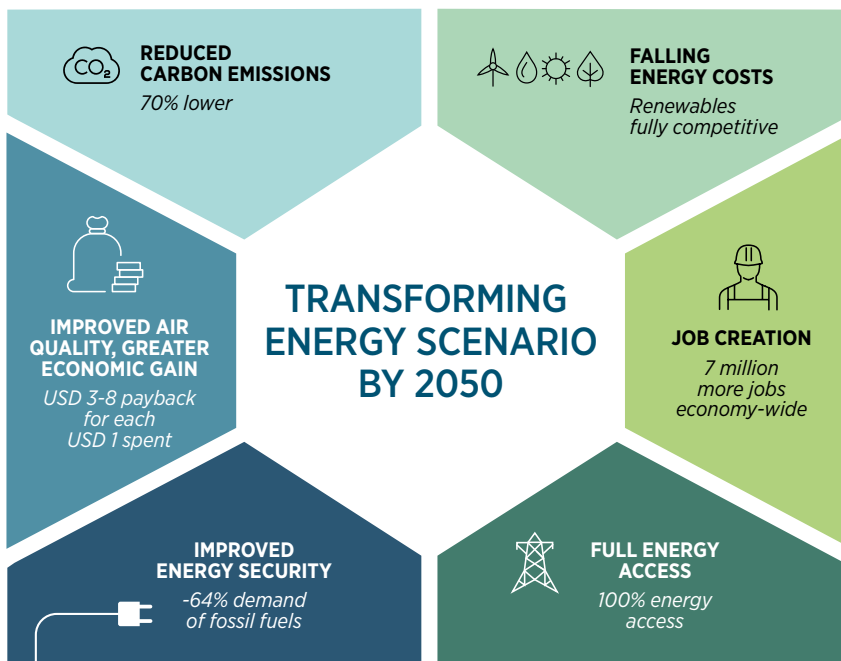 CO₂
REDUCED
CARBON EMISSIONS
70% lower
FALLING
ENERGY COSTS
Renewables
fully competitive
IMPROVED AIR
QUALITY, GREATER
ECONOMIC GAIN
USD 3-8 payback
for each
USD 1 spent
TRANSFORMING
ENERGY SCENARIO
BY 2050
JOB CREATION
7 million
more jobs
economy-wide
IMPROVED
ENERGY SECURITY
-64% demand
of fossil fuels
FULL ENERGY
ACCESS
100% energy
access